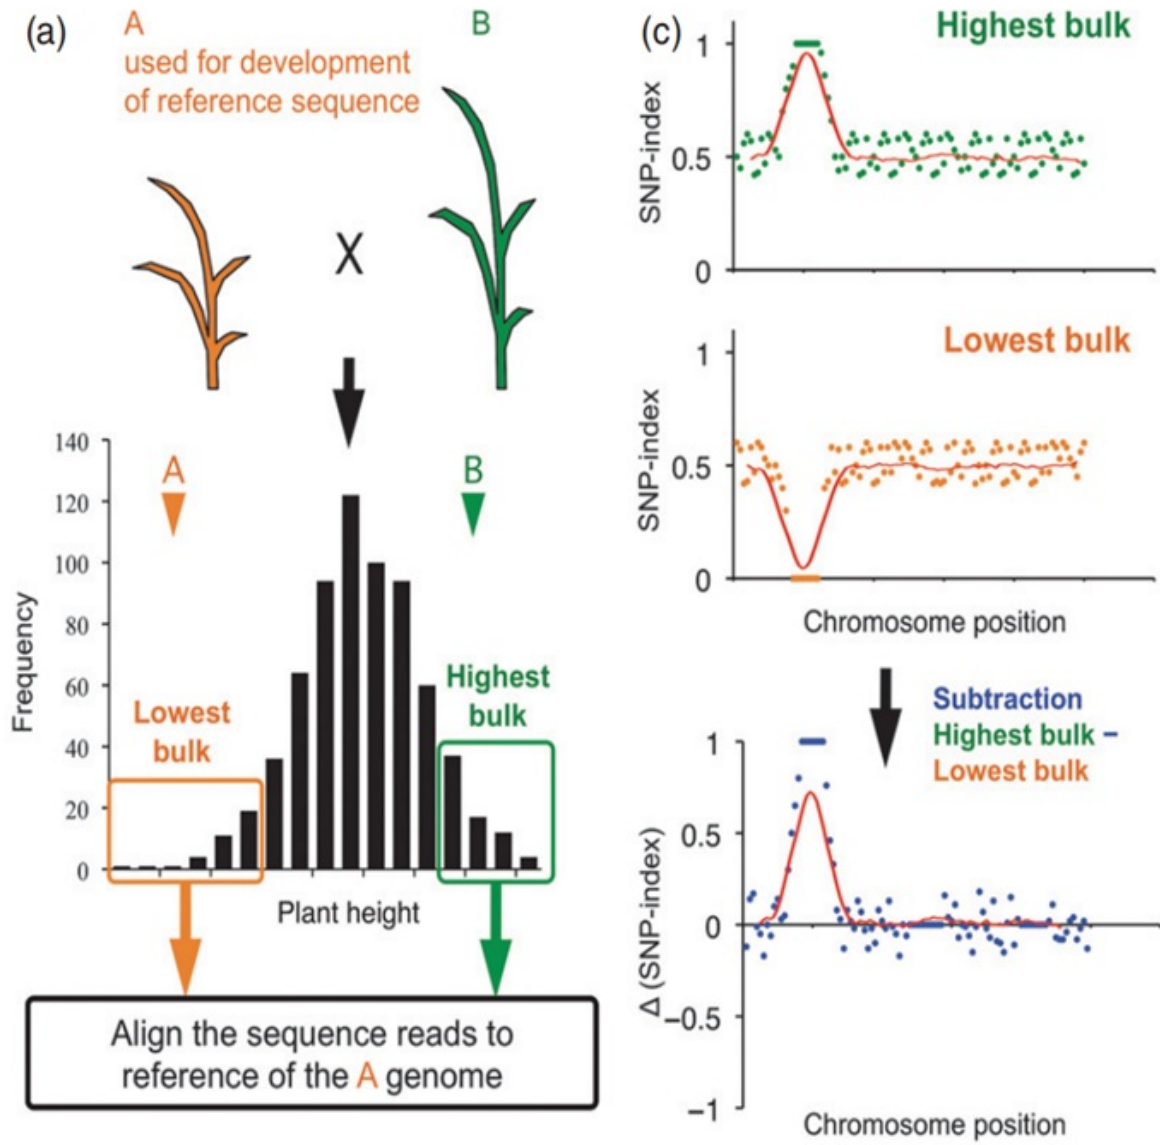 (a)
A
used for development
of reference sequence
B
X
140
120
100
80
60
40
20
0
Frequency
A
B
Lowest
bulk
Highest
bulk
Plant height
Align the sequence reads to
reference of the A genome
(c)
Highest bulk
1
0.5
0
SNP-index
Lowest bulk
1
0.5
0
SNP-index
Chromosome position
Subtraction
Highest bulk –
Lowest bulk
1
0.5
0
−0.5
−1
Δ (SNP-index)
Chromosome position